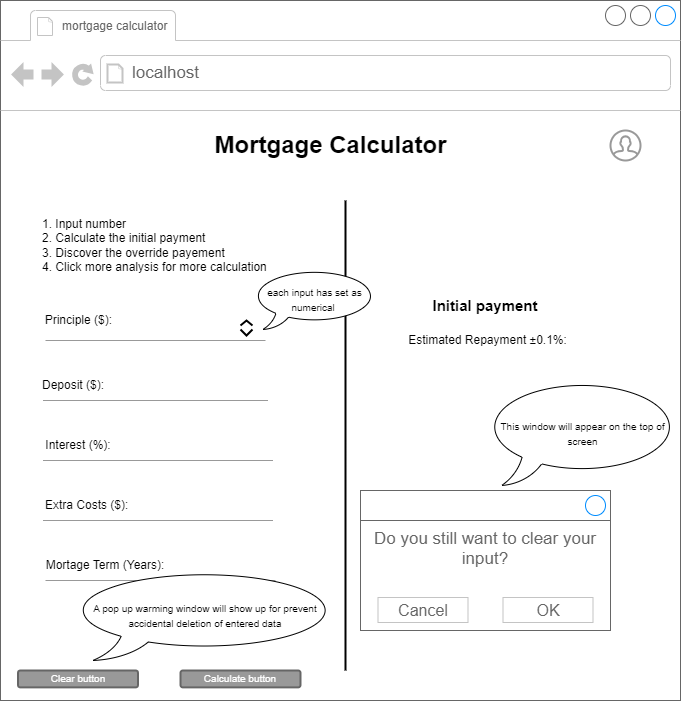 mortgage calculator
localhost
Mortgage Calculator
1. Input number
2. Calculate the initial payment
3. Discover the override payement
4. Click more analysis for more calculation
each input has set as
numerical
Principle ($):
Deposit ($):
Interest (%):
Extra Costs ($):
Mortage Term (Years):
A pop up warming window will show up for prevent
accidental deletion of entered data
Clear button
Calculate button
Initial payment
Estimated Repayment ±0.1%:
This window will appear on the top of
screen
Do you still want to clear your
input?
Cancel
OK